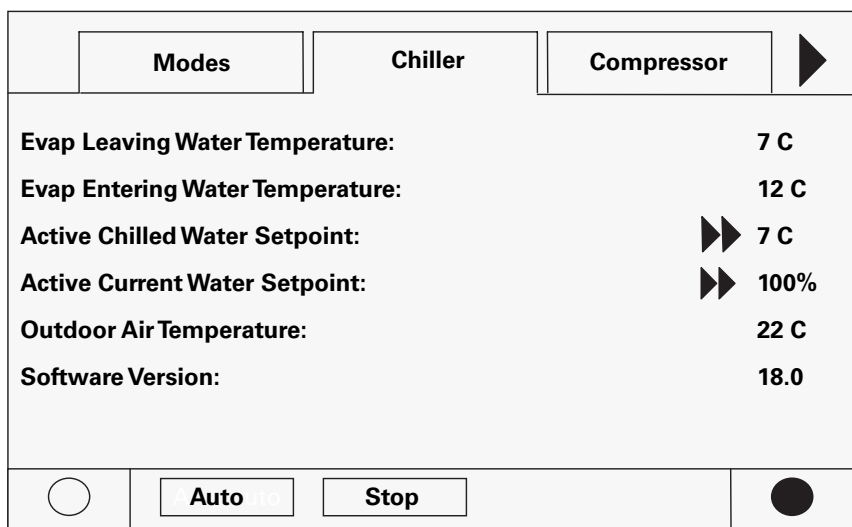 Modes Chiller Compressor
Evap Leaving Water Temperature: 7 C
Evap Entering Water Temperature: 12 C
Active Chilled Water Setpoint: 7 C
Active Current Water Setpoint: 100%
Outdoor Air Temperature: 22 C
Software Version: 18.0
Auto Stop